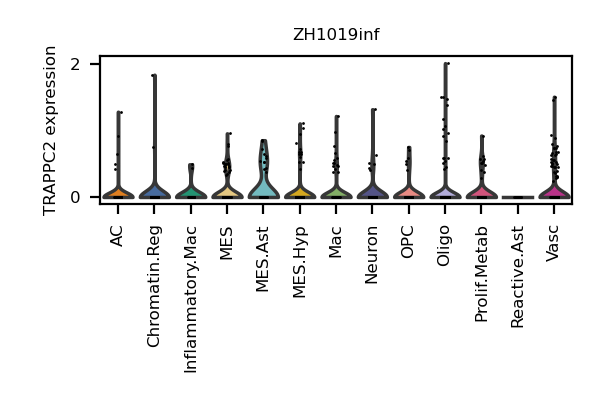 ZH1019inf
TRAPPC2 expression
2
0
AC
Chromatin.Reg
Inflammatory.Mac
MES
MES.Ast
MES.Hyp
Mac
Neuron
OPC
Oligo
Prolif.Metab
Reactive.Ast
Vasc